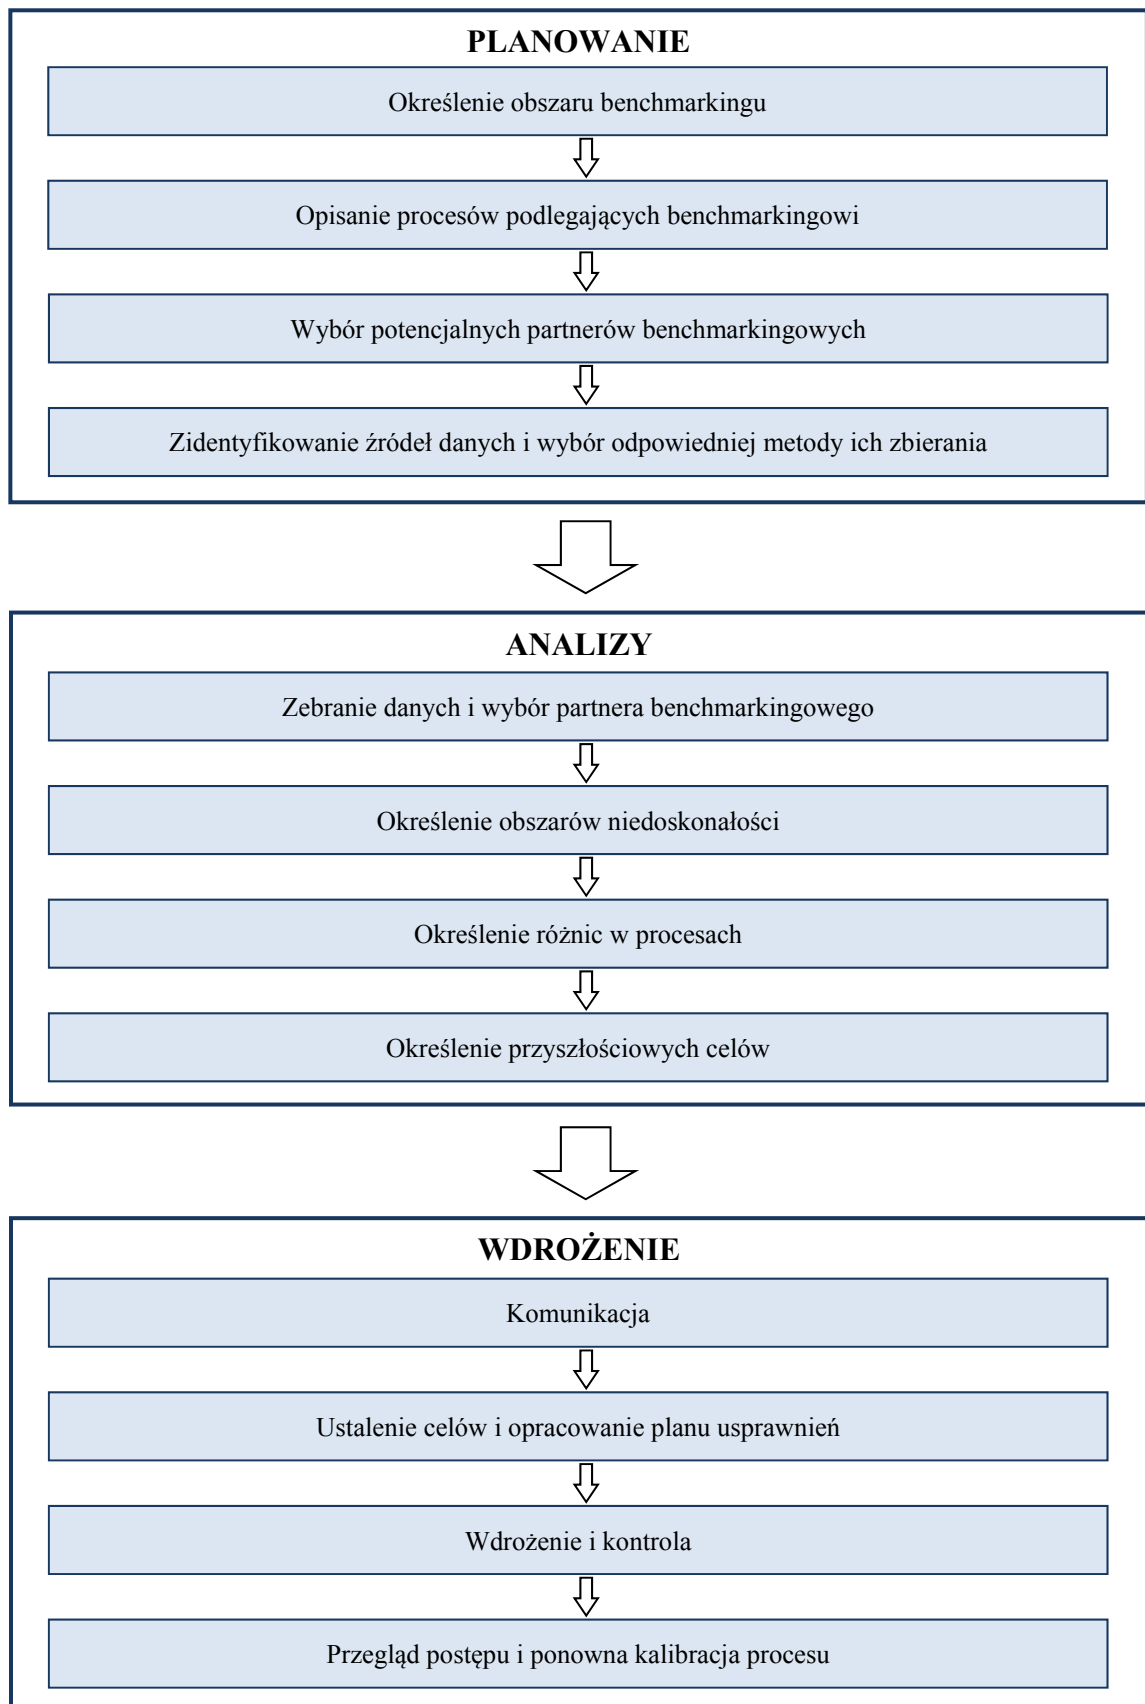 PLANOWANIE
Określenie obszaru benchmarkingu
Opisanie procesów podlegających benchmarkingowi
Wybór potencjalnych partnerów benchmarkingowych
Zidentyfikowanie źródeł danych i wybór odpowiedniej metody ich zbierania
ANALIZY
Zebranie danych i wybór partnera benchmarkingowego
Określenie obszarów niedoskonałości
Określenie różnic w procesach
Określenie przyszłościowych celów
WDROŻENIE
Komunikacja
Ustalenie celów i opracowanie planu usprawnień
Wdrożenie i kontrola
Przegląd postępu i ponowna kalibracja procesu